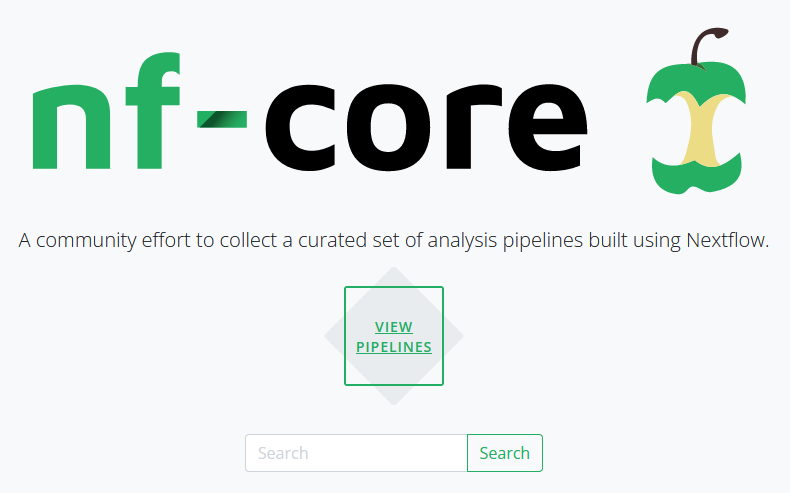 nf-core
A community effort to collect a curated set of analysis pipelines built using Nextflow.
VIEW
PIPELINES
Search Search